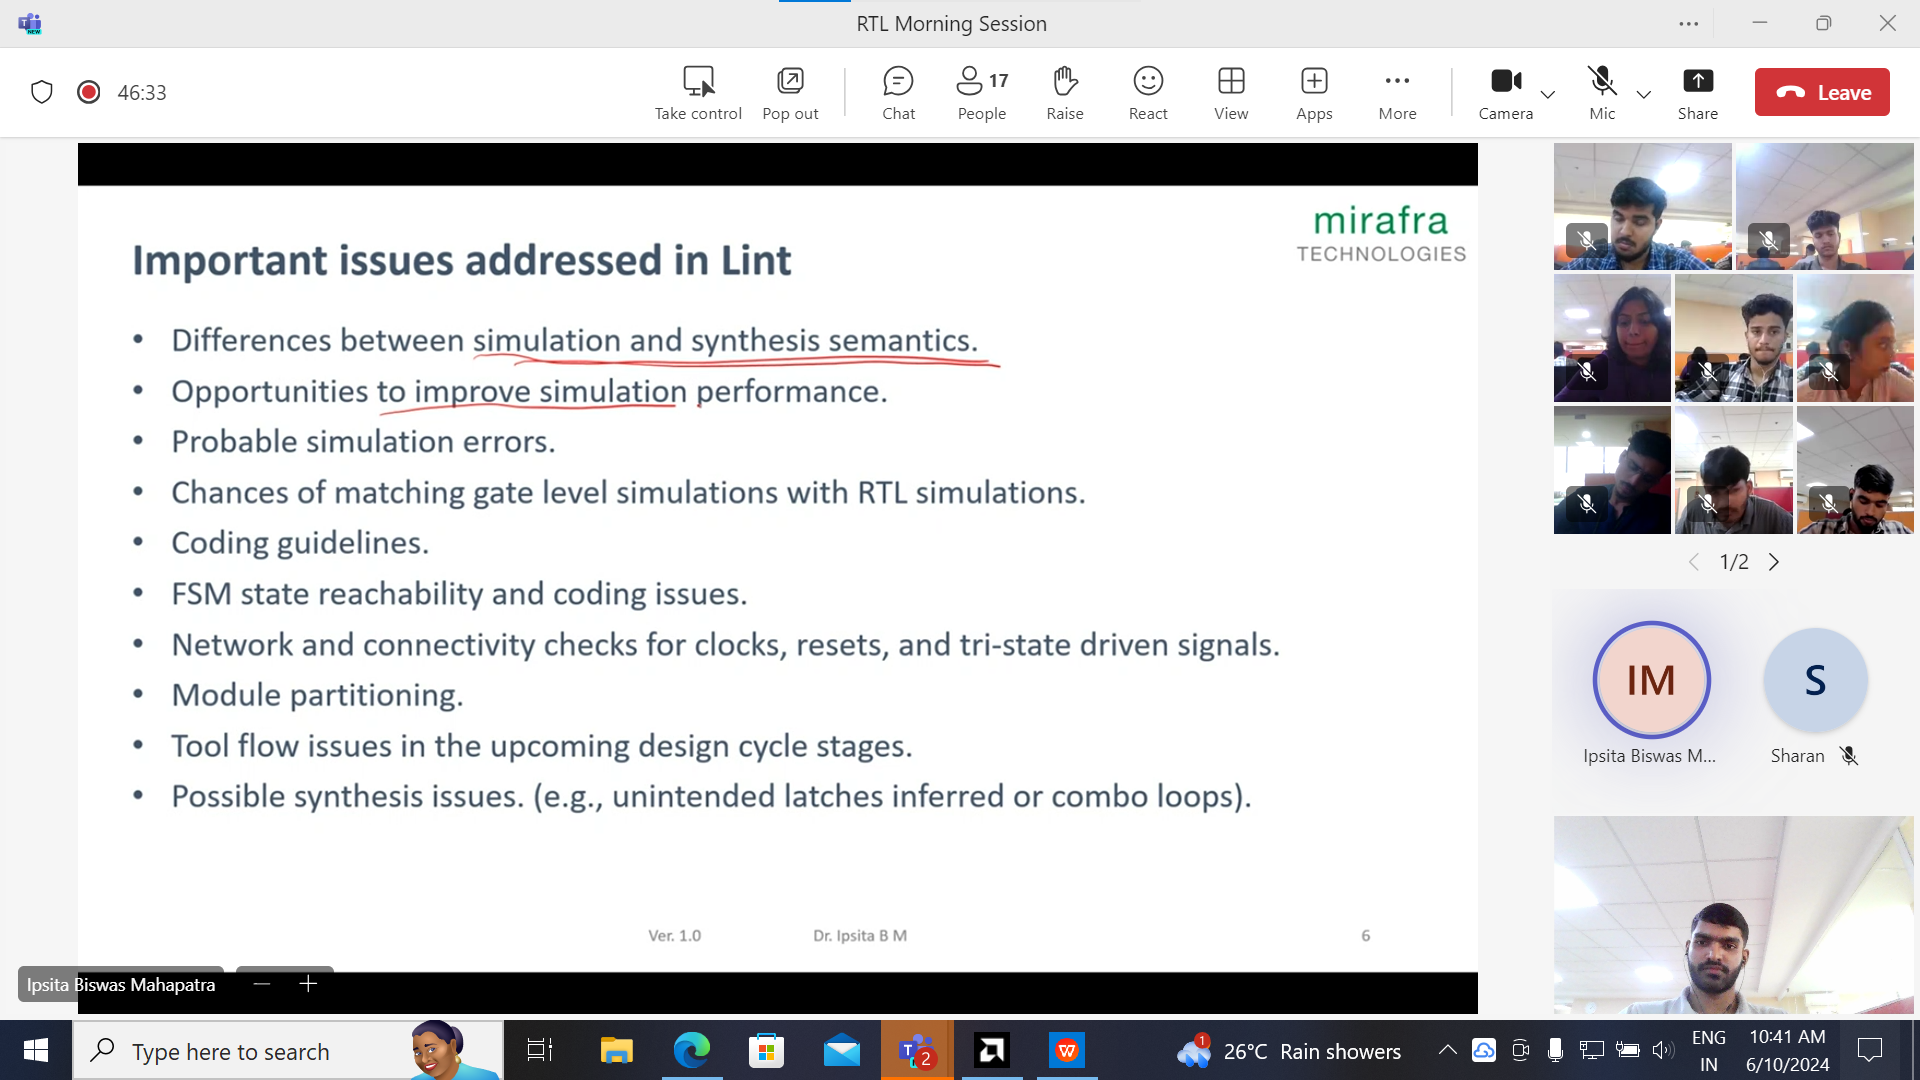 RTL Morning Session
NEW
46:33
Take control
Pop out
Chat
17
People
Raise
React
View
Apps
More
Camera
Mic
Share
Leave
mirafra
TECHNOLOGIES
Important issues addressed in Lint
• Differences between simulation and synthesis semantics.
• Opportunities to improve simulation performance.
• Probable simulation errors.
• Chances of matching gate level simulations with RTL simulations.
• Coding guidelines.
• FSM state reachability and coding issues.
• Network and connectivity checks for clocks, resets, and tri-state driven signals.
• Module partitioning.
• Tool flow issues in the upcoming design cycle stages.
• Possible synthesis issues. (e.g., unintended latches inferred or combo loops).
Ver. 1.0
Dr. Ipsita B M
6
1/2
IM
S
Ipsita Biswas M...
Sharan
Ipsita Biswas Mahapatra
Type here to search
T
2
W
1
26°C Rain showers
ENG
IN
10:41 AM
6/10/2024